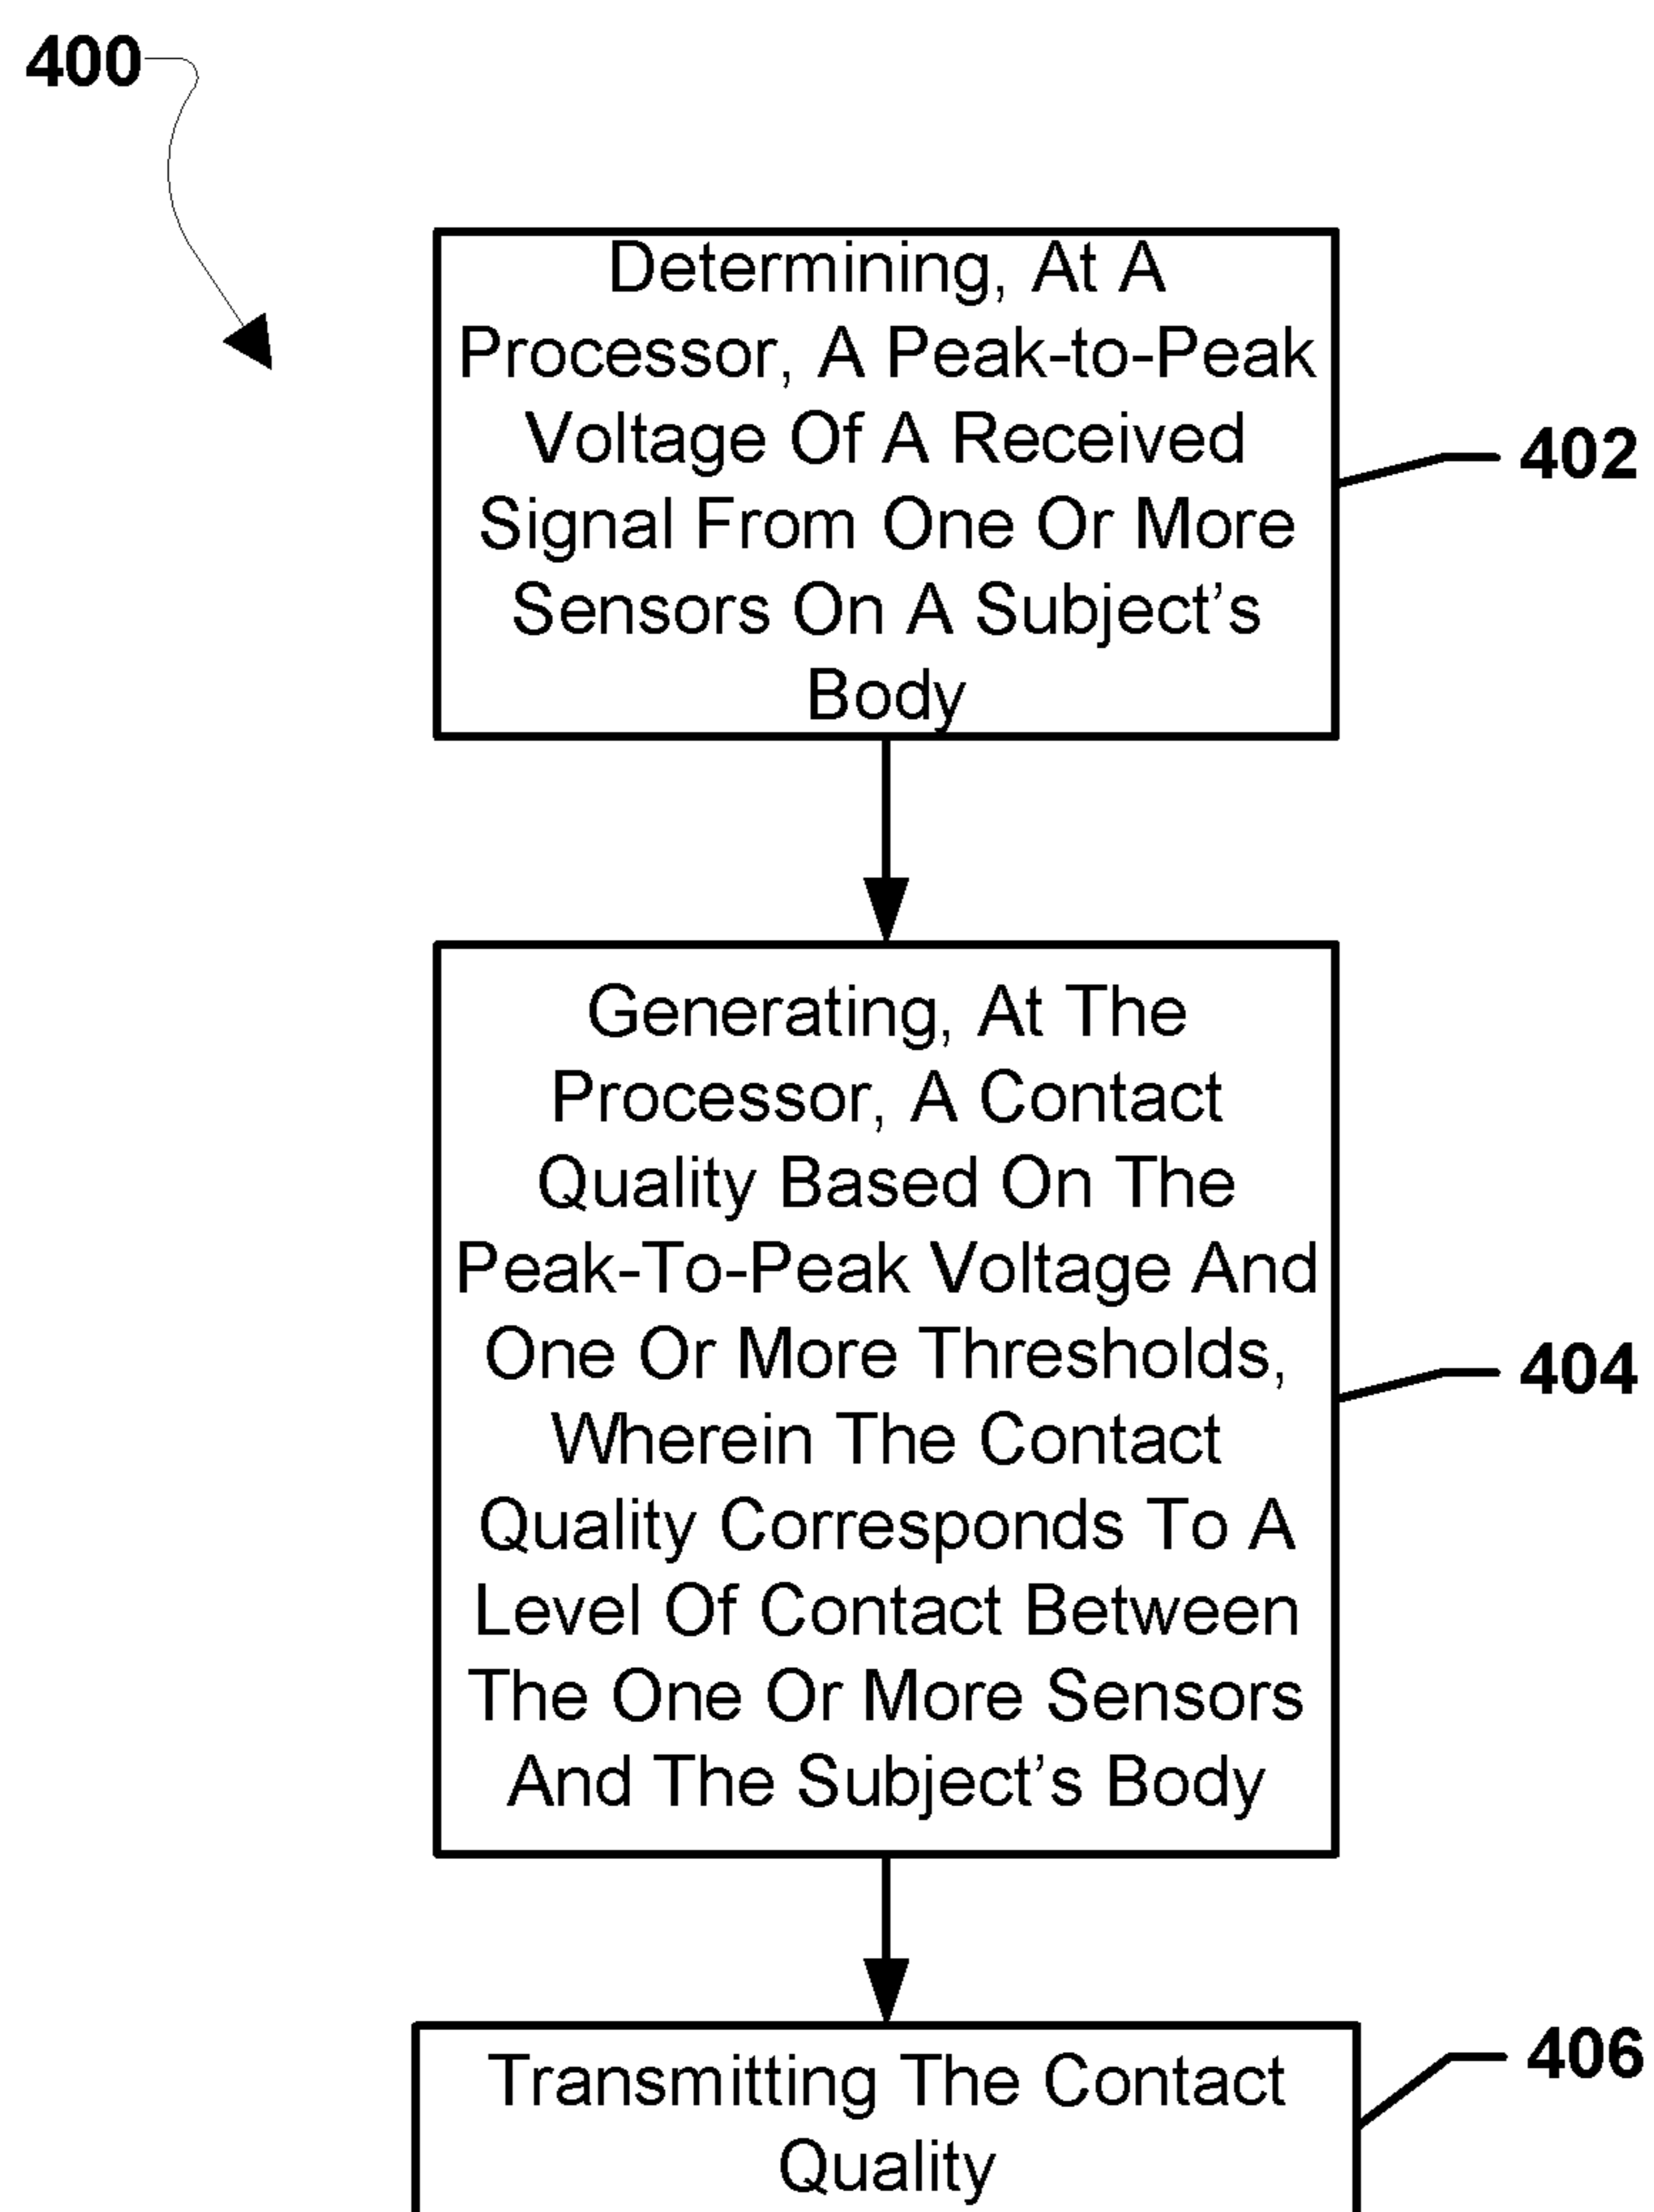 400
Determining, At A
Processor, A Peak-to-Peak
Voltage Of A Received
Signal From One Or More
Sensors On A Subject’s
Body
402
Generating, At The
Processor, A Contact
Quality Based On The
Peak-To-Peak Voltage And
One Or More Thresholds,
Wherein The Contact
Quality Corresponds To A
Level Of Contact Between
The One Or More Sensors
And The Subject’s Body
404
Transmitting The Contact
Quality
406